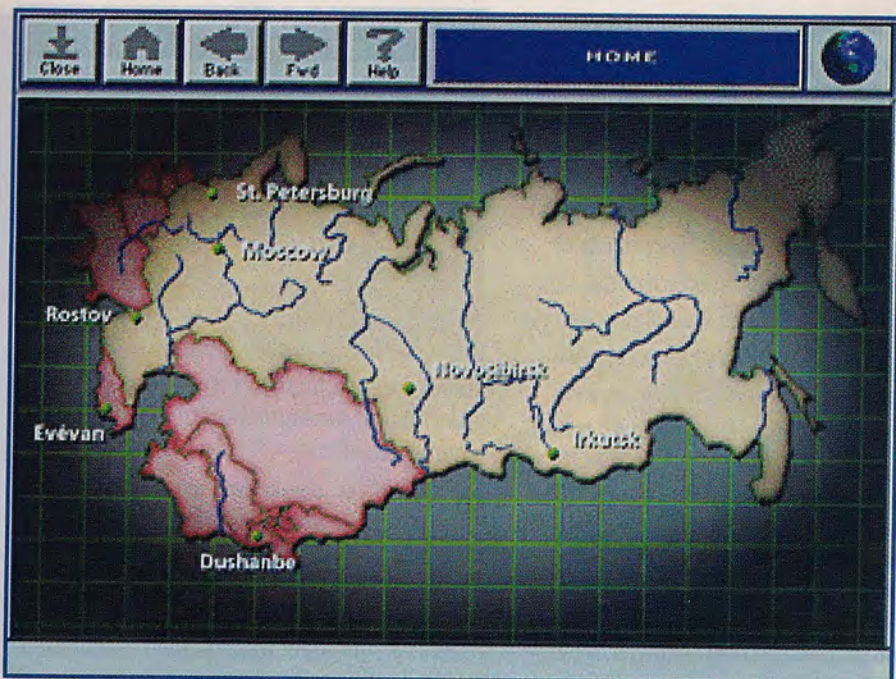 Close Home Back Fwd Help HOME
St. Petersburg
Moscow
Rostov
Novosibirsk
Evévan
Irkutsk
Dushanbe